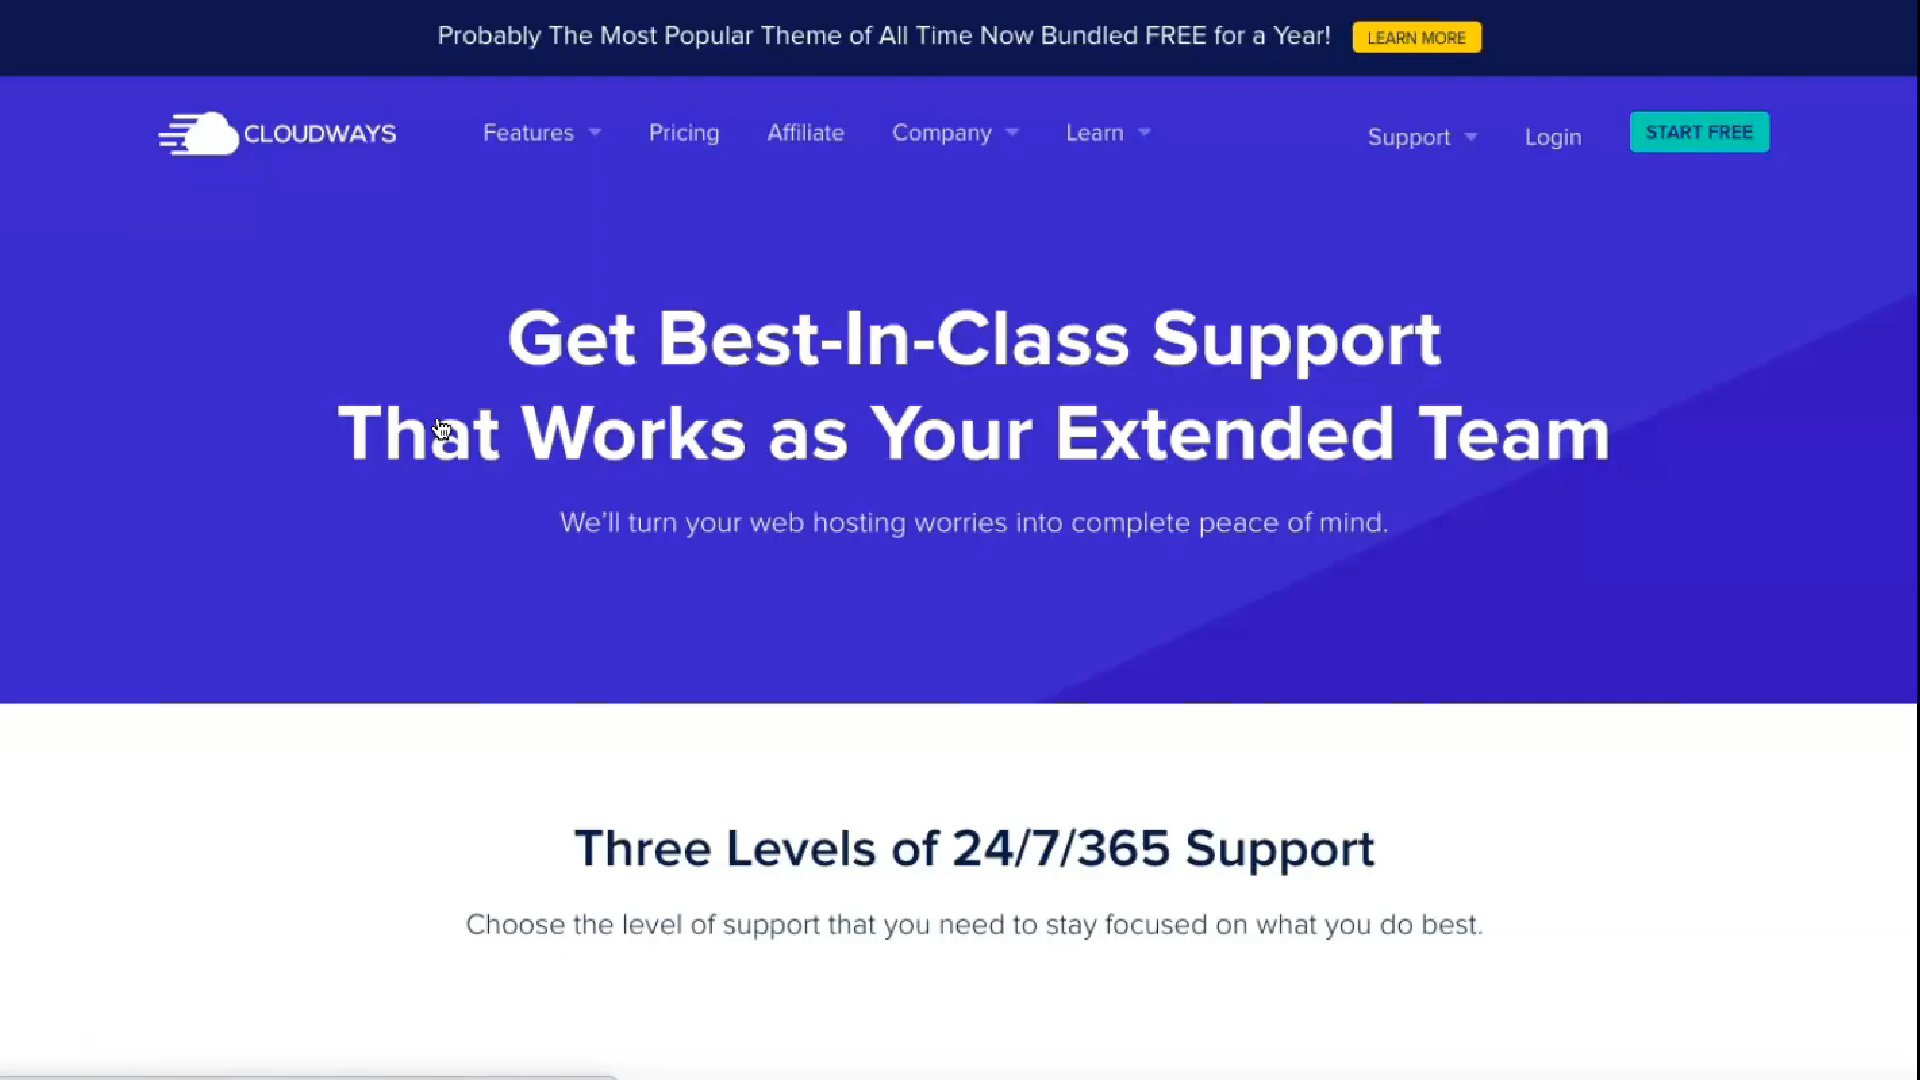 Probably The Most Popular Theme of All Time Now Bundled FREE for a Year! LEARN MORE
CLOUDWAYS Features Pricing Affiliate Company Learn Support Login START FREE
Get Best-In-Class Support
That Works as Your Extended Team
We'll turn your web hosting worries into complete peace of mind.
Three Levels of 24/7/365 Support
Choose the level of support that you need to stay focused on what you do best.